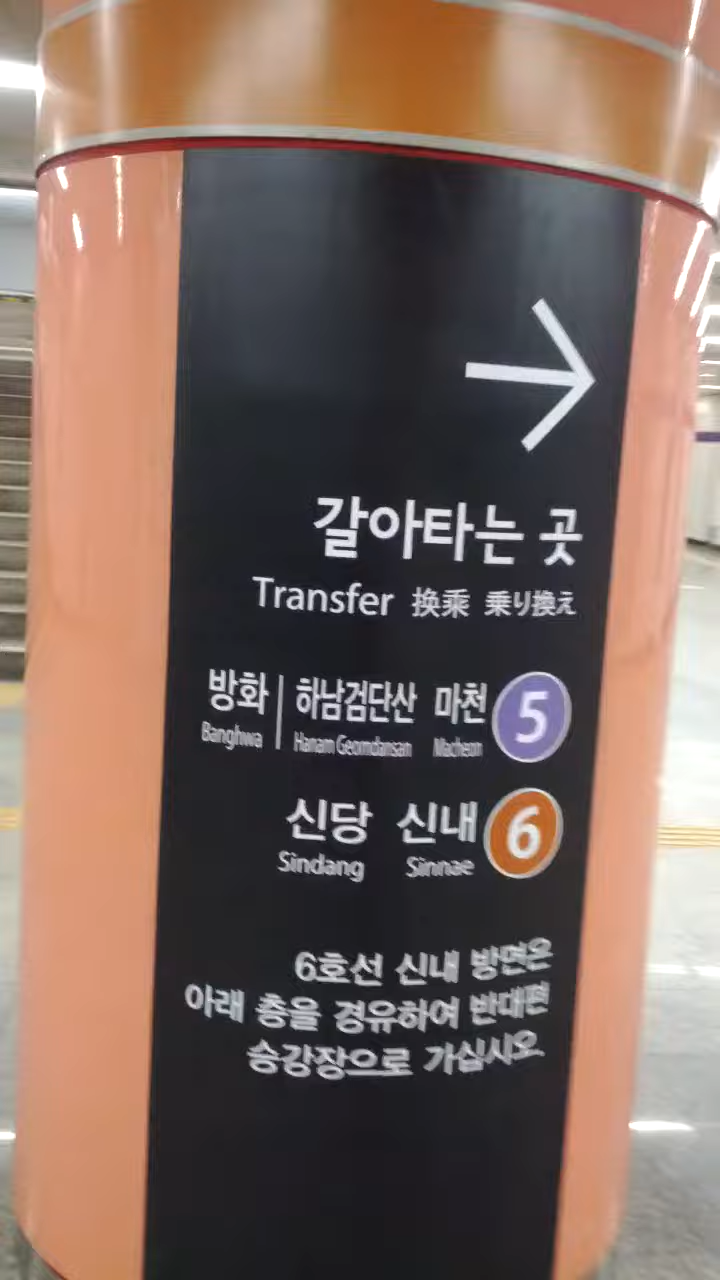 갈아타는 곳
Transfer 换乘 乗り換え
방화 | 하남검단산 마천 5
Banghwa Hanam Geomdansan Macheon
신당 신내 6
Sindang Sinnae
6호선 신내 방면은
아래 층을 경유하여 반대편
승강장으로 가십시오.